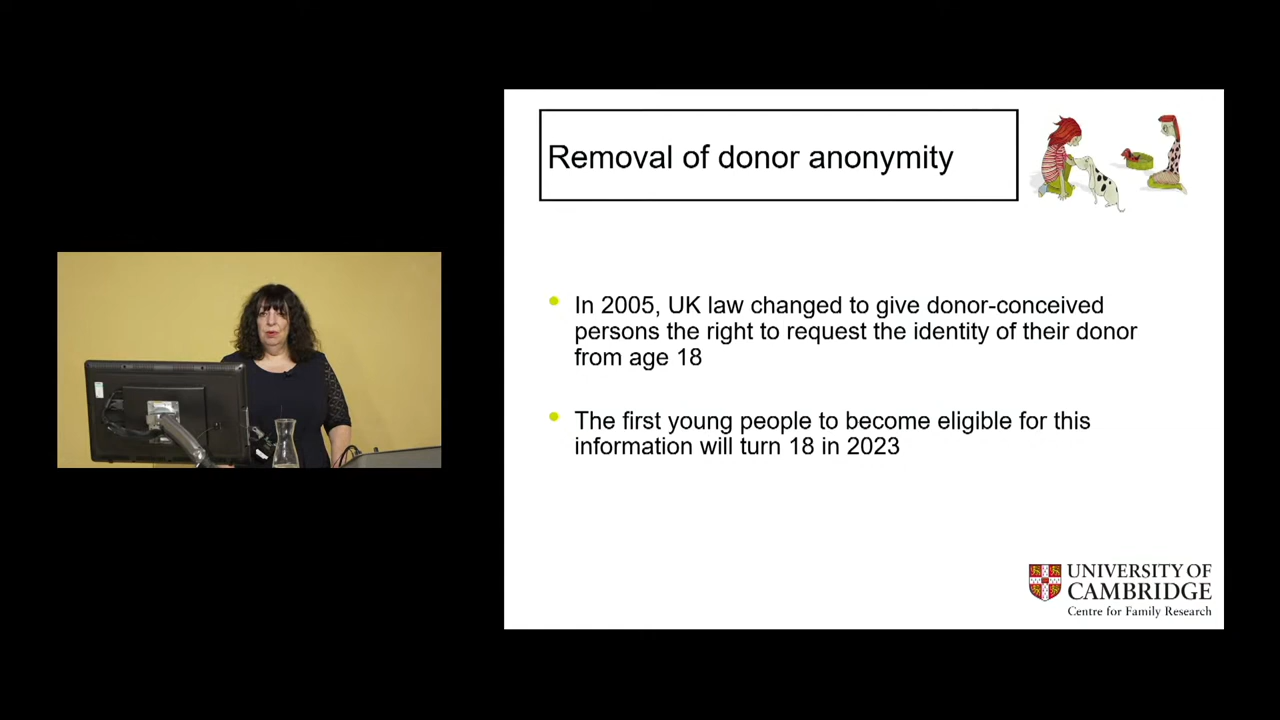 Removal of donor anonymity
In 2005, UK law changed to give donor-conceived
persons the right to request the identity of their donor
from age 18
The first young people to become eligible for this
information will turn 18 in 2023
UNIVERSITY OF
CAMBRIDGE
Centre for Family Research